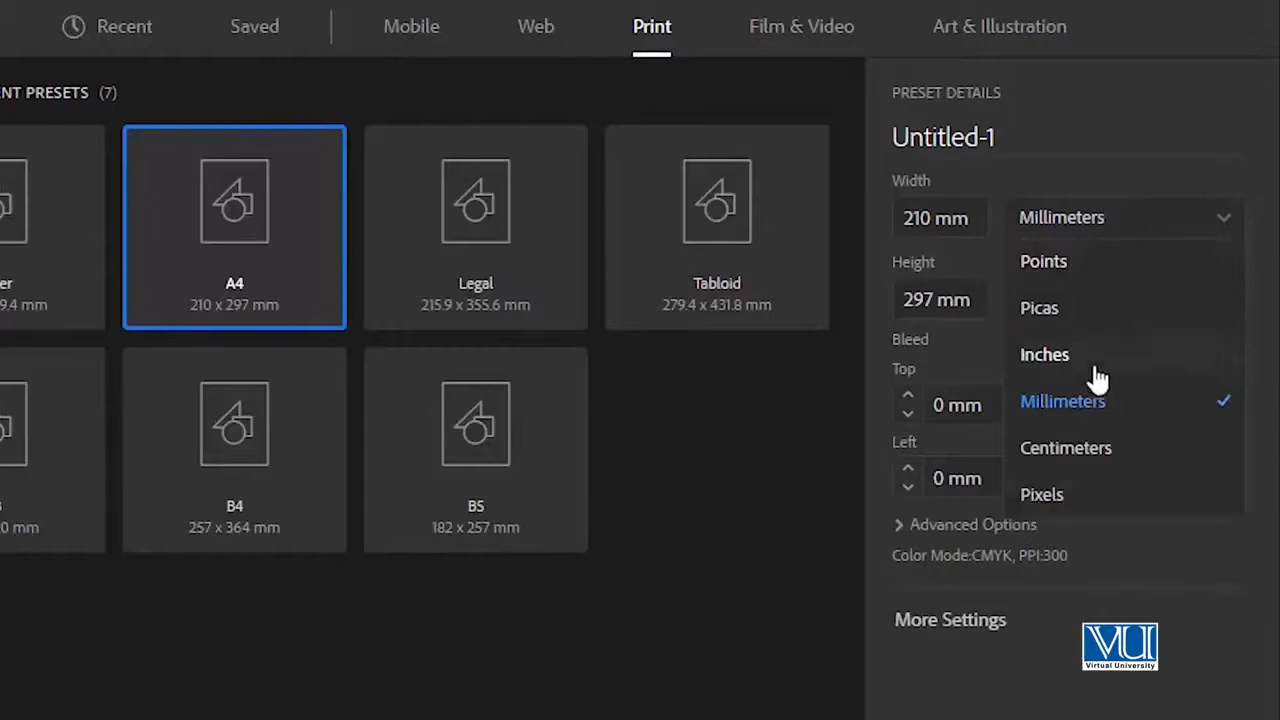 Recent Saved Mobile Web Print Film & Video Art & Illustration
NT PRESETS (7)
A4
210 x 297 mm
Legal
215.9 x 355.6 mm
Tabloid
279.4 x 431.8 mm
B4
257 x 364 mm
B5
182 x 257 mm
PRESET DETAILS
Untitled-1
Width
210 mm
Millimeters
Height
297 mm
Points
Picas
Inches
Millimeters
Centimeters
Pixels
Bleed
Top
0 mm
Left
0 mm
Advanced Options
Color Mode:CMYK, PPI:300
More Settings
VU
Virtual University